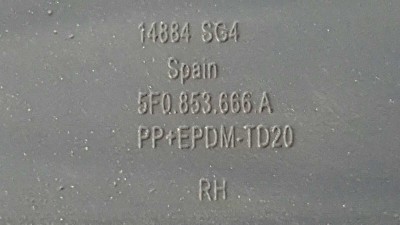 14884 SG4
Spain
5F0.853.666 A
PP+EPDM-TD20
RH